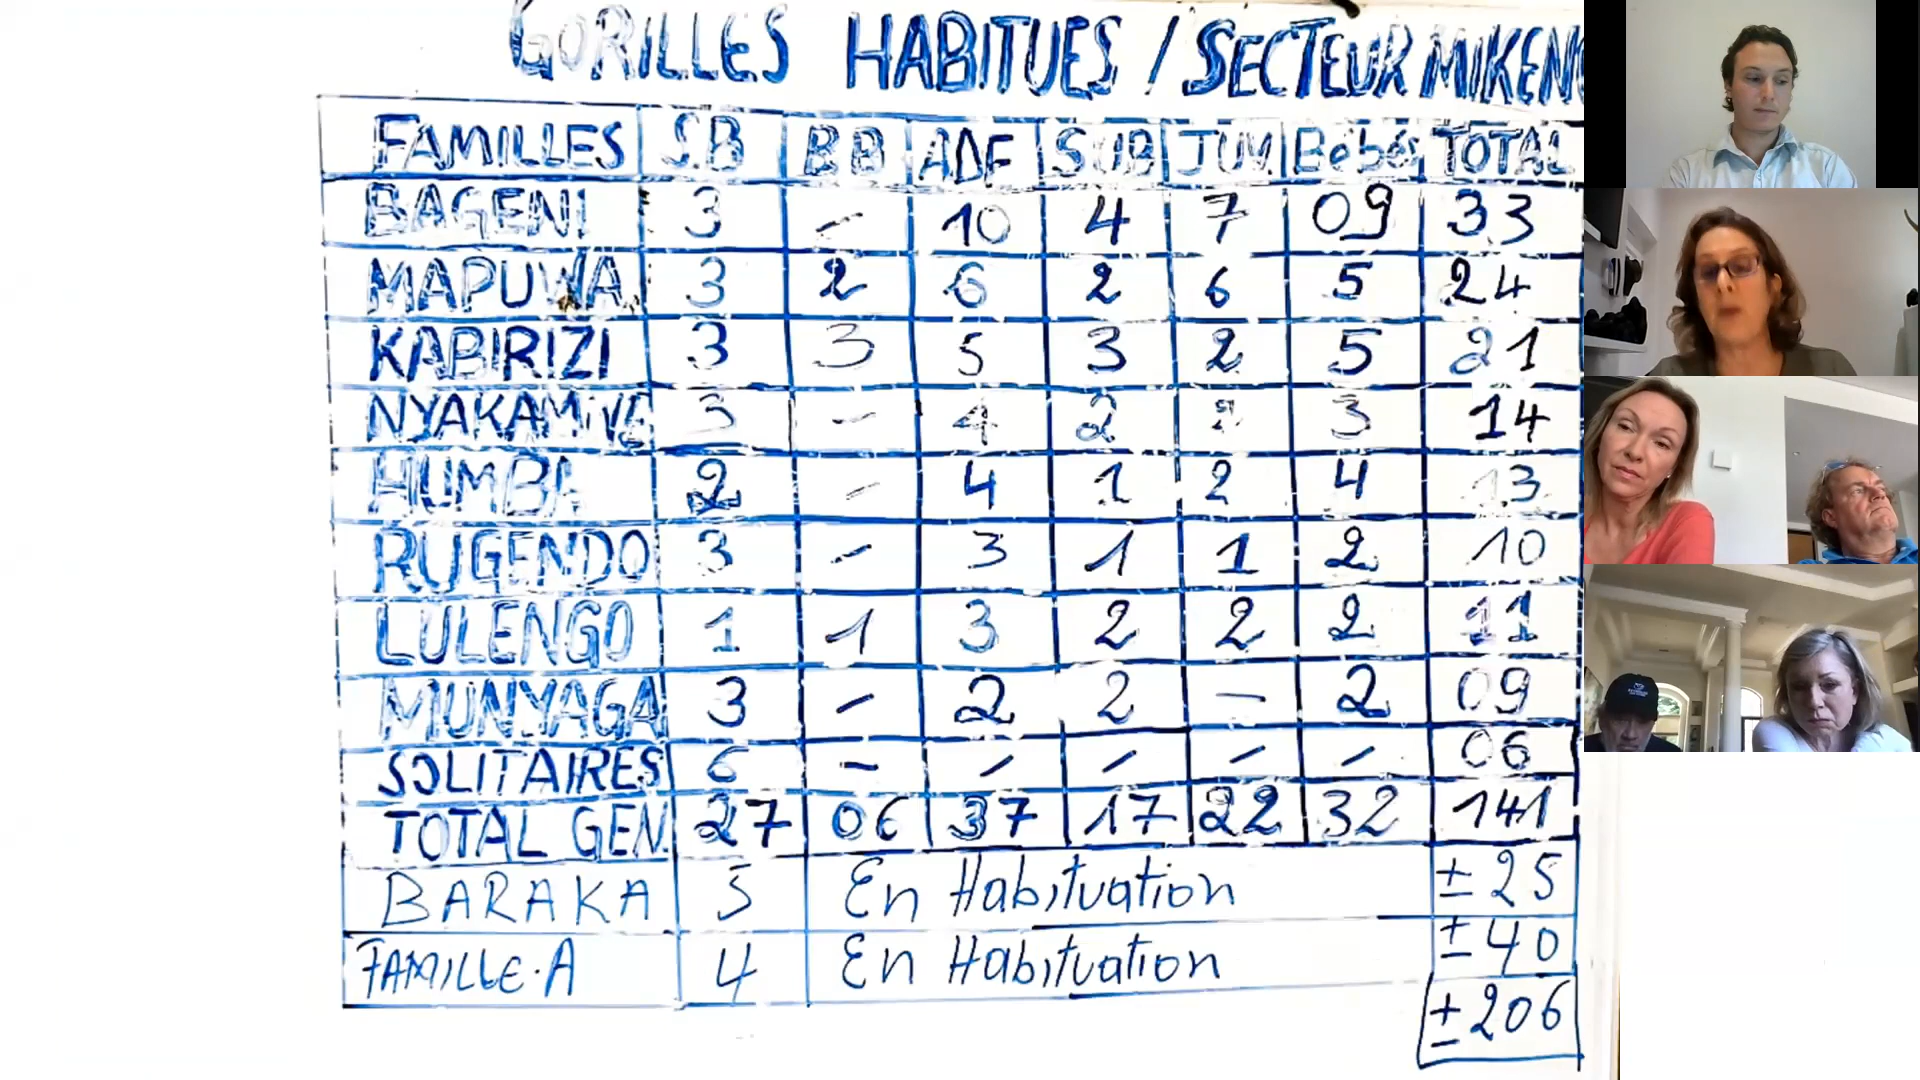 GORILLES HABITUES / SECTEUR MIKENO
FAMILLES S.B BB ADF SUB JUV Bébés TOTAL
BAGENI 3 - 10 4 7 09 33
MAPUWA 3 2 6 2 6 5 24
KABIRIZI 3 3 5 3 2 5 21
NYAKAMWE 3 - 4 2 2 3 14
HUMBA 2 - 4 1 2 4 13
RUGENDO 3 - 3 1 1 2 10
LULENGO 1 1 3 2 2 2 11
MUNYAGA 3 - 2 2 - 2 09
SOLITAIRES 6 - - - - - 06
TOTAL GEN. 27 06 37 17 22 32 141
BARAKA 5 En Habituation ±25
FAMILLE.A 4 En Habituation ±40
±206